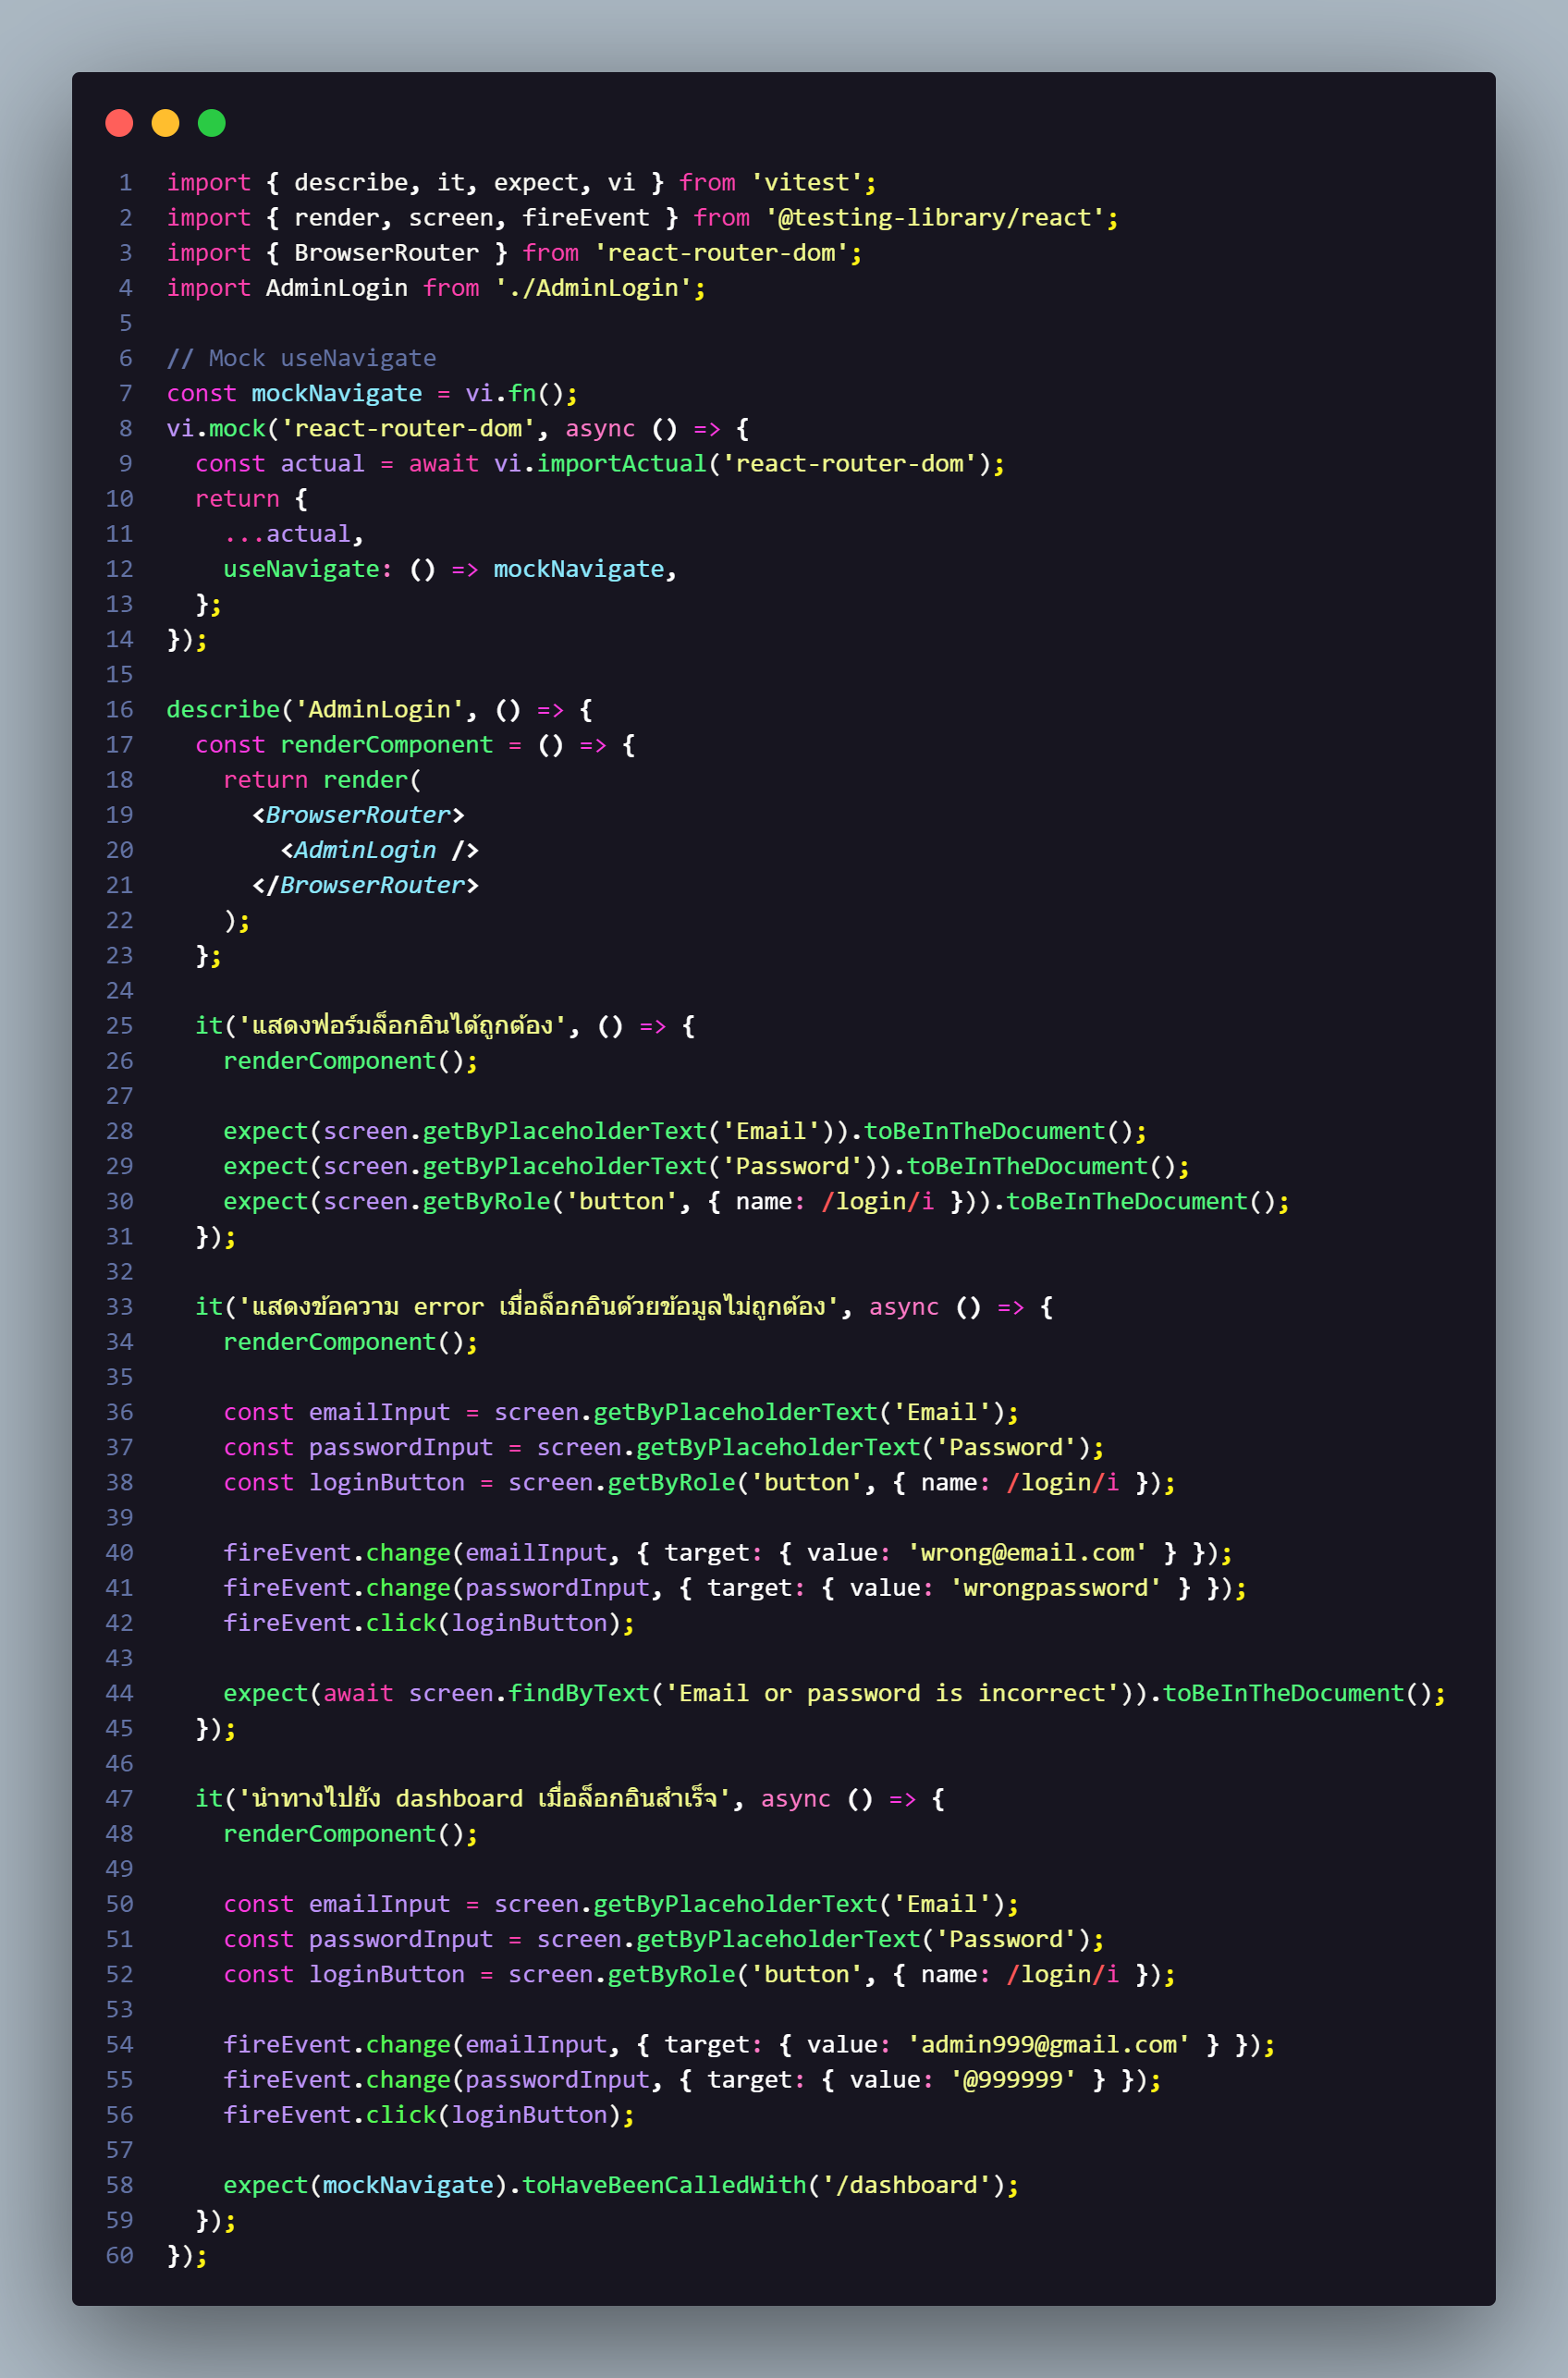 1 import { describe, it, expect, vi } from 'vitest';
2 import { render, screen, fireEvent } from '@testing-library/react';
3 import { BrowserRouter } from 'react-router-dom';
4 import AdminLogin from './AdminLogin';
5
6 // Mock useNavigate
7 const mockNavigate = vi.fn();
8 vi.mock('react-router-dom', async () => {
9   const actual = await vi.importActual('react-router-dom');
10   return {
11     ...actual,
12     useNavigate: () => mockNavigate,
13   };
14 });
15
16 describe('AdminLogin', () => {
17   const renderComponent = () => {
18     return render(
19       <BrowserRouter>
20         <AdminLogin />
21       </BrowserRouter>
22     );
23   };
24
25   it('แสดงฟอร์มล็อกอินได้ถูกต้อง', () => {
26     renderComponent();
27
28     expect(screen.getByPlaceholderText('Email')).toBeInTheDocument();
29     expect(screen.getByPlaceholderText('Password')).toBeInTheDocument();
30     expect(screen.getByRole('button', { name: /login/i })).toBeInTheDocument();
31   });
32
33   it('แสดงข้อความ error เมื่อล็อกอินด้วยข้อมูลไม่ถูกต้อง', async () => {
34     renderComponent();
35
36     const emailInput = screen.getByPlaceholderText('Email');
37     const passwordInput = screen.getByPlaceholderText('Password');
38     const loginButton = screen.getByRole('button', { name: /login/i });
39
40     fireEvent.change(emailInput, { target: { value: 'wrong@email.com' } });
41     fireEvent.change(passwordInput, { target: { value: 'wrongpassword' } });
42     fireEvent.click(loginButton);
43
44     expect(await screen.findByText('Email or password is incorrect')).toBeInTheDocument();
45   });
46
47   it('นำทางไปยัง dashboard เมื่อล็อกอินสำเร็จ', async () => {
48     renderComponent();
49
50     const emailInput = screen.getByPlaceholderText('Email');
51     const passwordInput = screen.getByPlaceholderText('Password');
52     const loginButton = screen.getByRole('button', { name: /login/i });
53
54     fireEvent.change(emailInput, { target: { value: 'admin999@gmail.com' } });
55     fireEvent.change(passwordInput, { target: { value: '@999999' } });
56     fireEvent.click(loginButton);
57
58     expect(mockNavigate).toHaveBeenCalledWith('/dashboard');
59   });
60 });